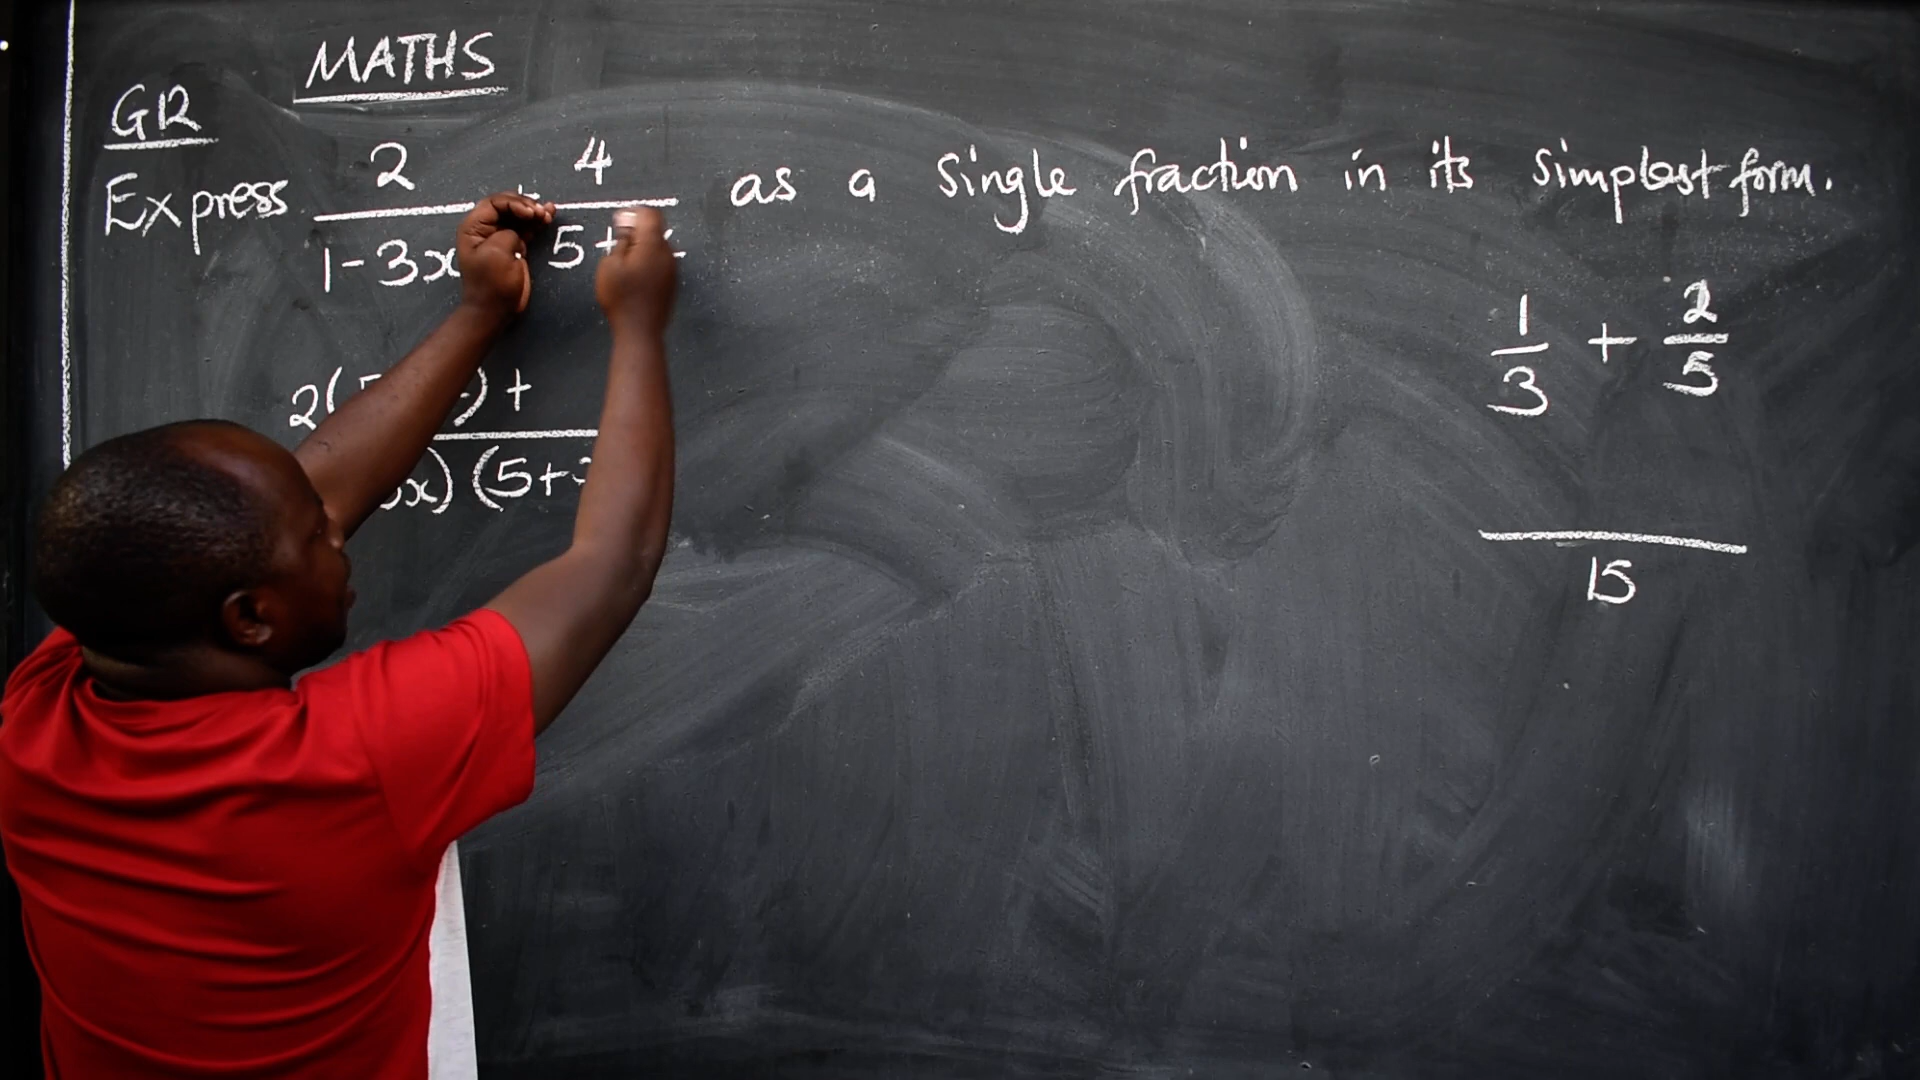 MATHS
G12
Express 2/(1-3x + 4/(5+ as a single fraction in its simplest form.
1/3 + 2/5
2( ) +
x) (5+
15